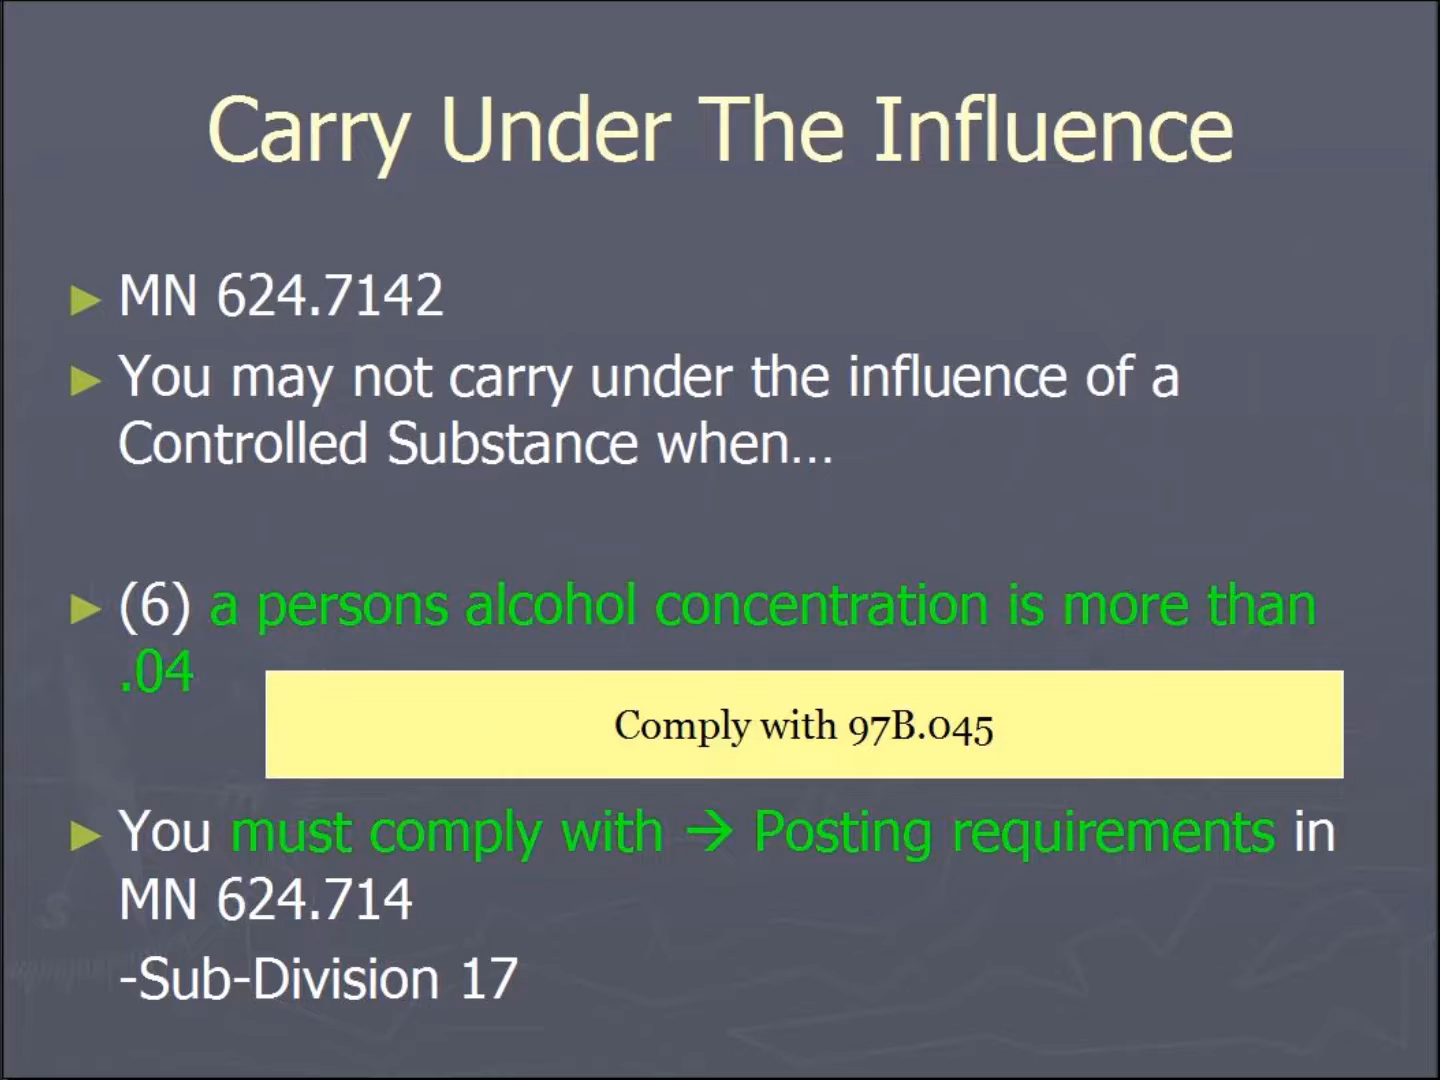 Carry Under The Influence
► MN 624.7142
► You may not carry under the influence of a
Controlled Substance when...
► (6) a persons alcohol concentration is more than
.04
Comply with 97B.045
► You must comply with → Posting requirements in
MN 624.714
-Sub-Division 17